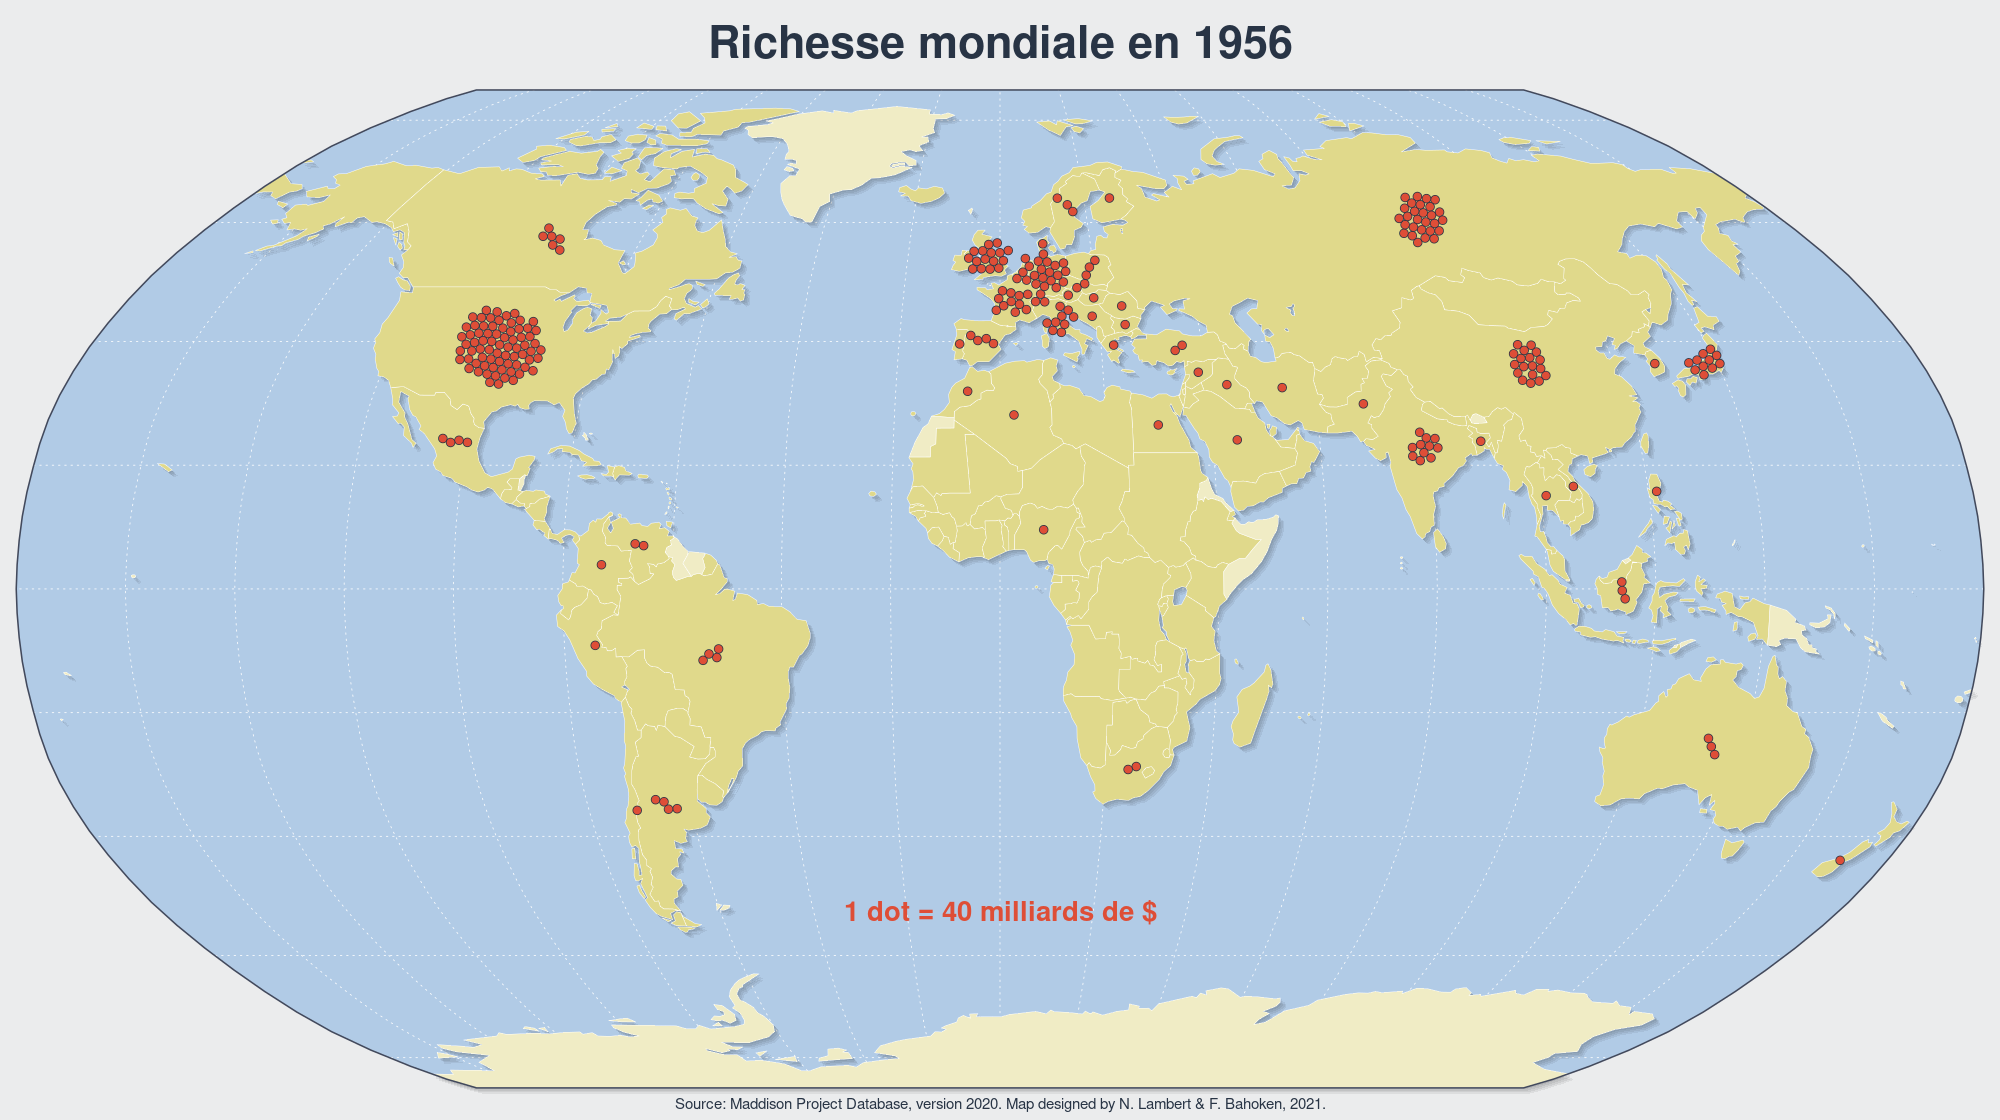 Richesse mondiale en 1956
1 dot = 40 milliards de $
Source: Maddison Project Database, version 2020. Map designed by N. Lambert & F. Bahoken, 2021.